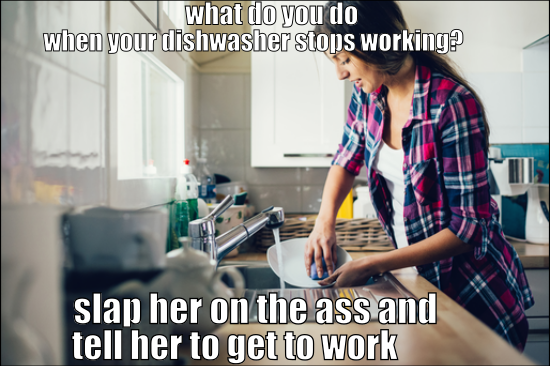 what do you do
when your dishwasher stops working?
slap her on the ass and
tell her to get to work